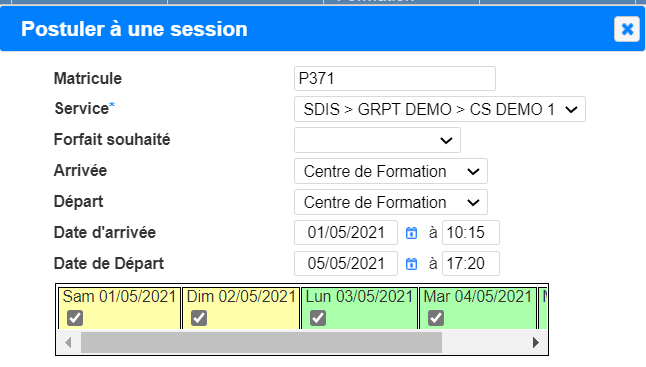 Formation
Postuler à une session
Matricule P371
Service* SDIS > GRPT DEMO > CS DEMO 1
Forfait souhaité
Arrivée Centre de Formation
Départ Centre de Formation
Date d'arrivée 01/05/2021 à 10:15
Date de Départ 05/05/2021 à 17:20
Sam 01/05/2021 Dim 02/05/2021 Lun 03/05/2021 Mar 04/05/2021